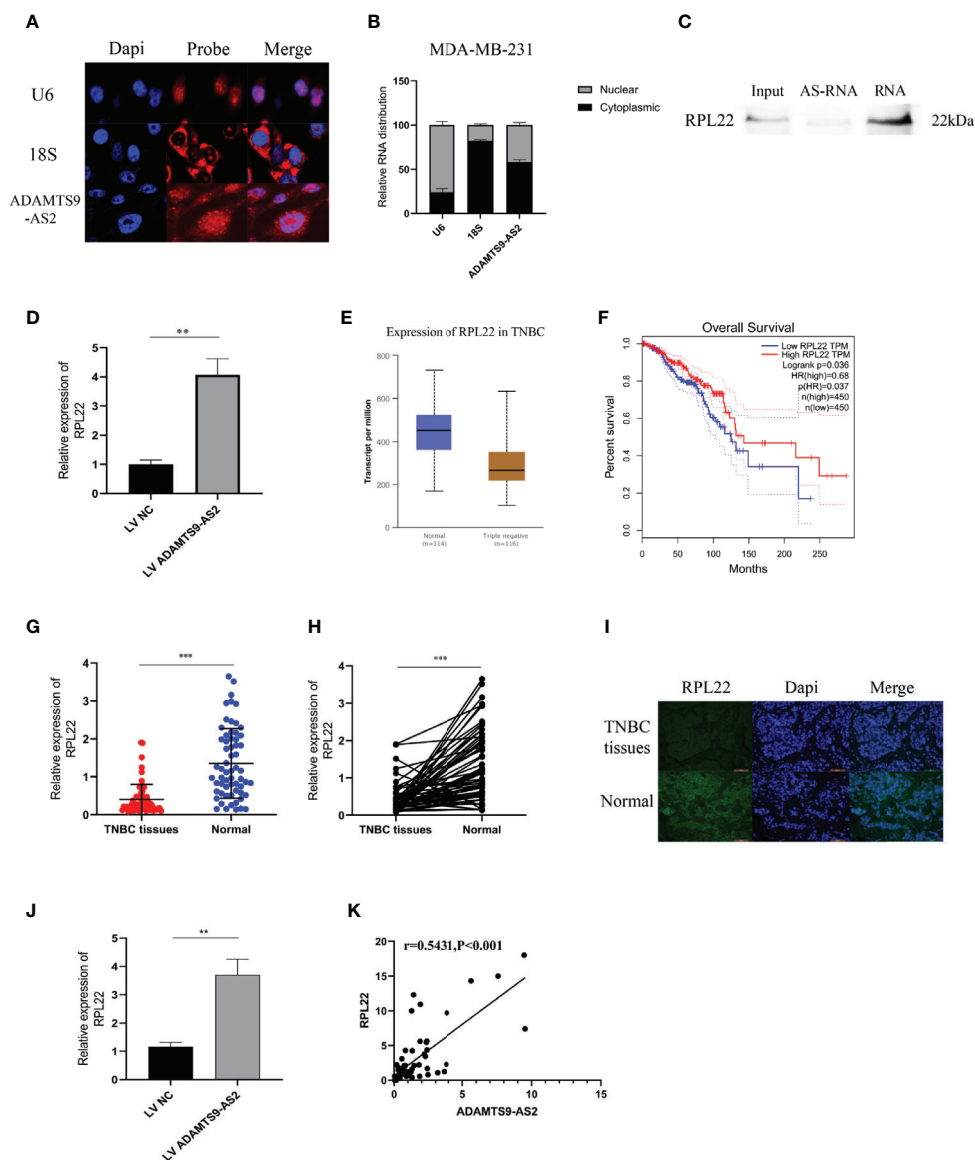 A
Dapi Probe Merge
U6
18S
ADAMTS9
-AS2
B
MDA-MB-231
Relative RNA distribution
150
100
50
0
U6
18S
ADAMTS9-AS2
Nuclear
Cytoplasmic
C
Input AS-RNA RNA
RPL22 22kDa
D
**
Relative expression of
RPL22
5
4
3
2
1
0
LV NC
LV ADAMTS9-AS2
E
Expression of RPL22 in TNBC
Transcript per million
800
600
400
200
0
Normal
(n=114)
Triple negative
(n=116)
F
Overall Survival
Low RPL22 TPM
High RPL22 TPM
Logrank p=0.036
HR(high)=0.68
p(HR)=0.037
n(high)=450
n(low)=450
Percent survival
1.0
0.8
0.6
0.4
0.2
0.0
0 50 100 150 200 250
Months
G
***
Relative expression of
RPL22
4
3
2
1
0
TNBC tissues Normal
H
***
Relative expression of
RPL22
4
3
2
1
0
TNBC tissues Normal
I
RPL22 Dapi Merge
TNBC
tissues
Normal
J
**
Relative expression of
RPL22
5
4
3
2
1
0
LV NC
LV ADAMTS9-AS2
K
r=0.5431,P<0.001
RPL22
20
15
10
5
0
0 5 10 15
ADAMTS9-AS2